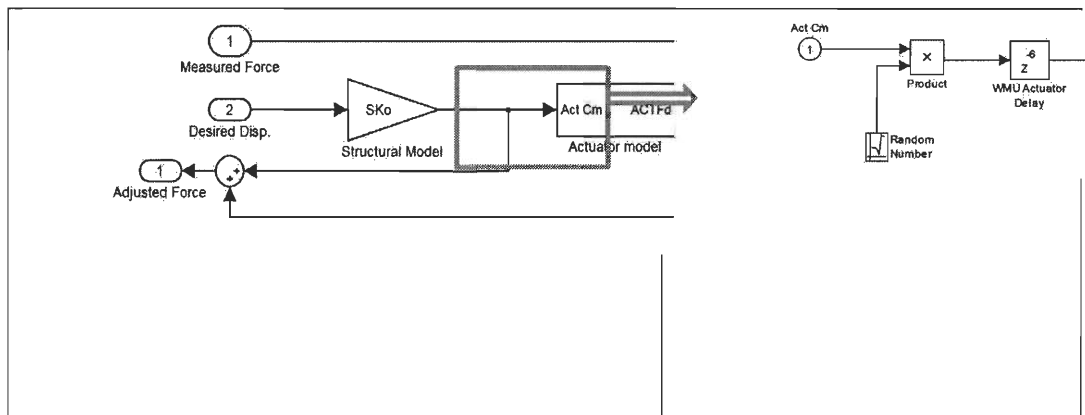 1
Measured Force
2
Desired Disp.
SKo
Structural Model
Act Cm
ACTFd
Actuator model
1
Adjusted Force
+
+
Act Cm
1
×
Product
-6
Z
WMU Actuator
Delay
Random
Number